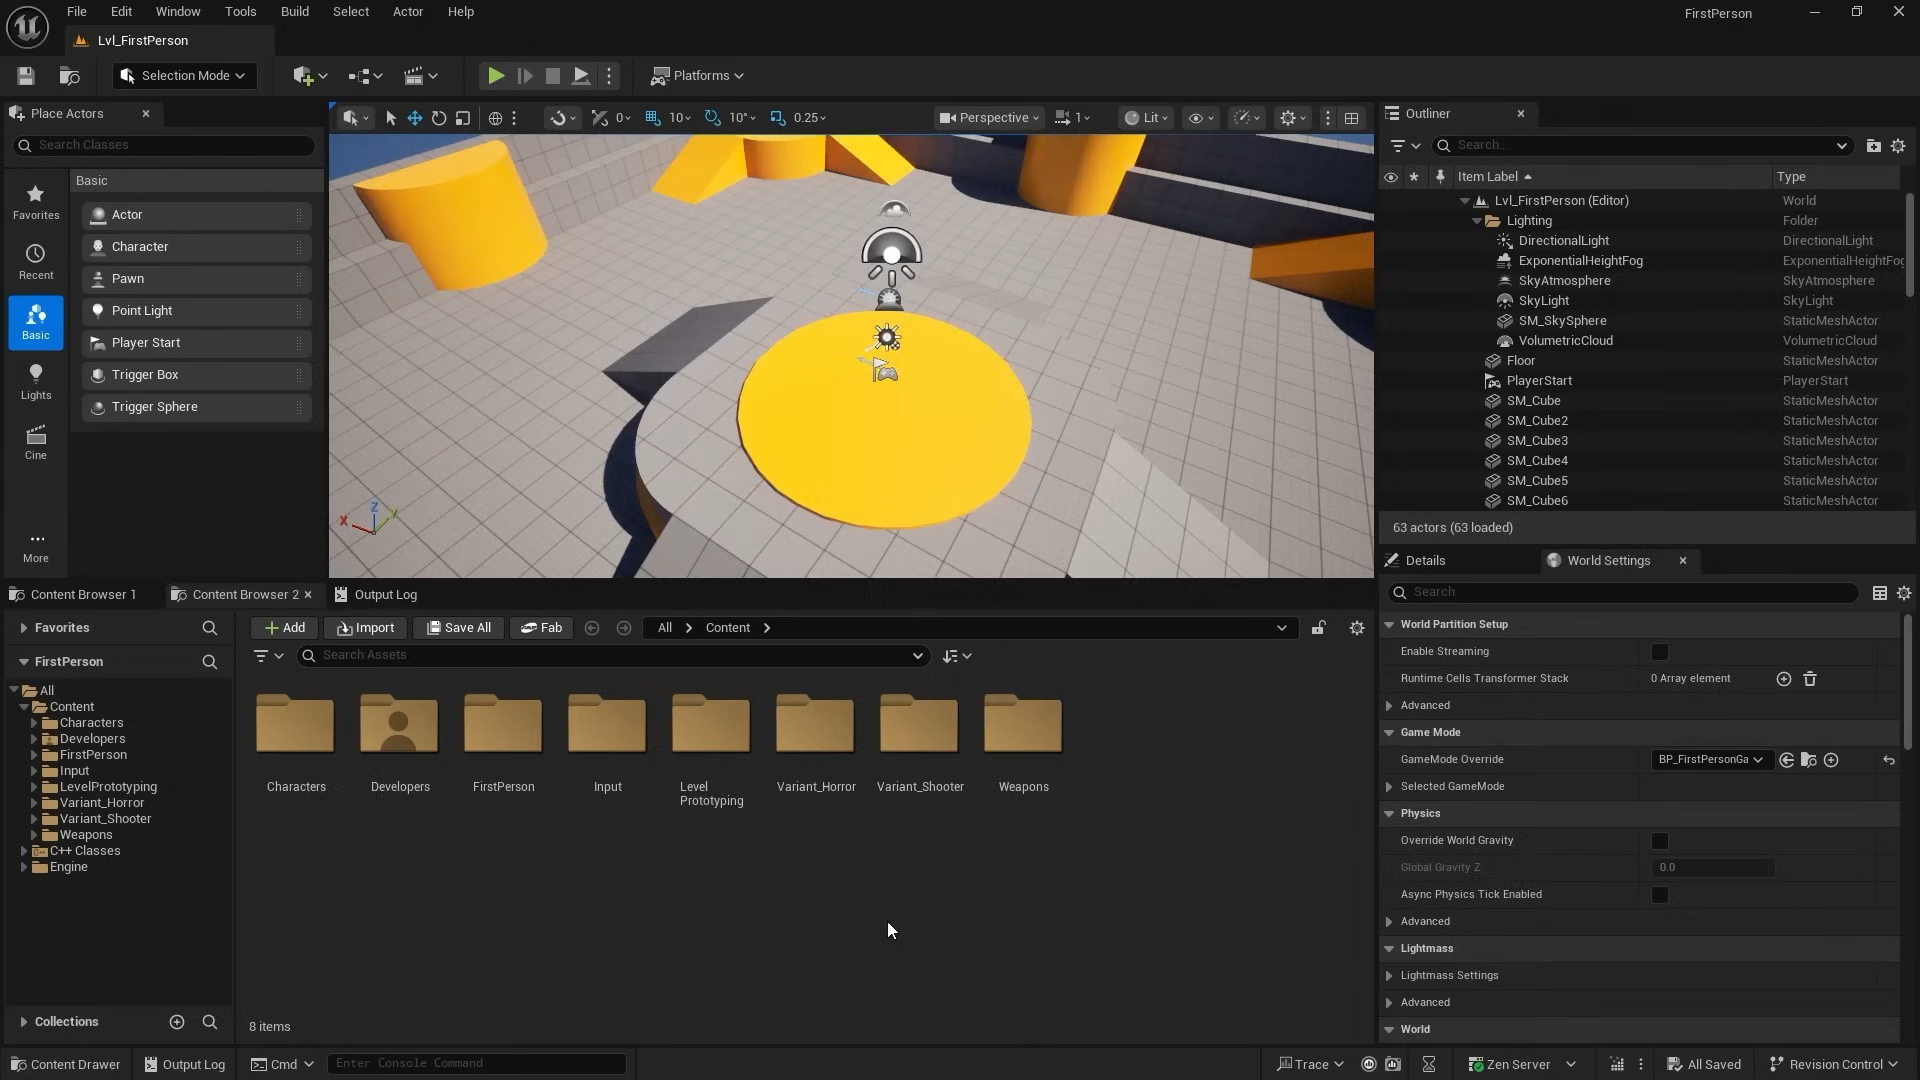 File Edit Window Tools Build Select Actor Help FirstPerson
Lvl_FirstPerson
Selection Mode Platforms
Place Actors
Search Classes
Favorites
Recent
Basic
Lights
Cine
More
Basic
Actor
Character
Pawn
Point Light
Player Start
Trigger Box
Trigger Sphere
0 10 10° 0.25 Perspective 1 Lit
X Z Y
Outliner
Search...
Item Label Type
Lvl_FirstPerson (Editor) World
Lighting Folder
DirectionalLight DirectionalLight
ExponentialHeightFog ExponentialHeightFog
SkyAtmosphere SkyAtmosphere
SkyLight SkyLight
SM_SkySphere StaticMeshActor
VolumetricCloud VolumetricCloud
Floor StaticMeshActor
PlayerStart PlayerStart
SM_Cube StaticMeshActor
SM_Cube2 StaticMeshActor
SM_Cube3 StaticMeshActor
SM_Cube4 StaticMeshActor
SM_Cube5 StaticMeshActor
SM_Cube6 StaticMeshActor
63 actors (63 loaded)
Details World Settings
Search
World Partition Setup
Enable Streaming
Runtime Cells Transformer Stack 0 Array element
Advanced
Game Mode
GameMode Override BP_FirstPersonGa
Selected GameMode
Physics
Override World Gravity
Global Gravity Z 0.0
Async Physics Tick Enabled
Advanced
Lightmass
Lightmass Settings
Advanced
World
Content Browser 1 Content Browser 2 Output Log
Favorites
FirstPerson
All
Content
Characters
Developers
FirstPerson
Input
LevelPrototyping
Variant_Horror
Variant_Shooter
Weapons
C++ Classes
Engine
Collections
Add Import Save All Fab All Content
Search Assets
Characters Developers FirstPerson Input Level Variant_Horror Variant_Shooter Weapons
Prototyping
8 items
Content Drawer Output Log Cmd Enter Console Command Trace Zen Server All Saved Revision Control